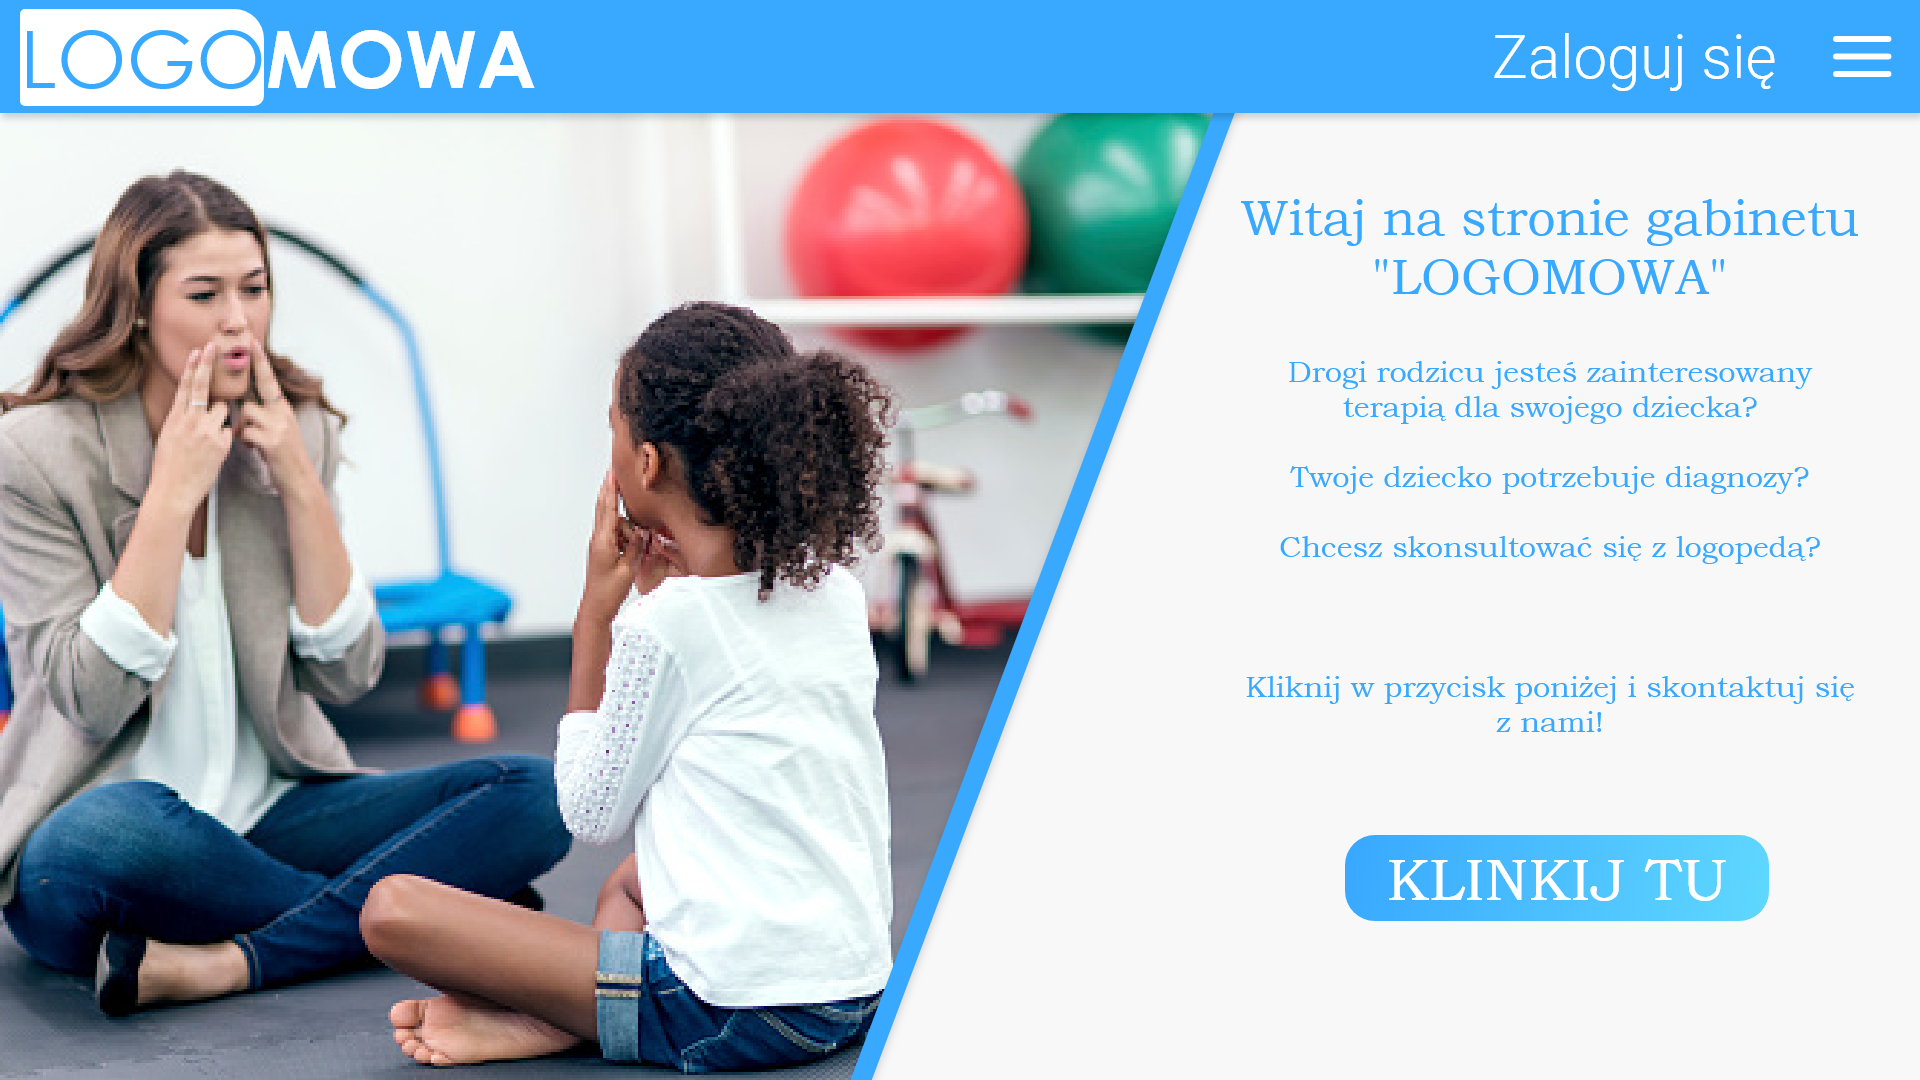 LOGOMOWA
Zaloguj się
Witaj na stronie gabinetu
"LOGOMOWA"
Drogi rodzicu jesteś zainteresowany
terapią dla swojego dziecka?
Twoje dziecko potrzebuje diagnozy?
Chcesz skonsultować się z logopedą?
Kliknij w przycisk poniżej i skontaktuj się
z nami!
KLINKIJ TU